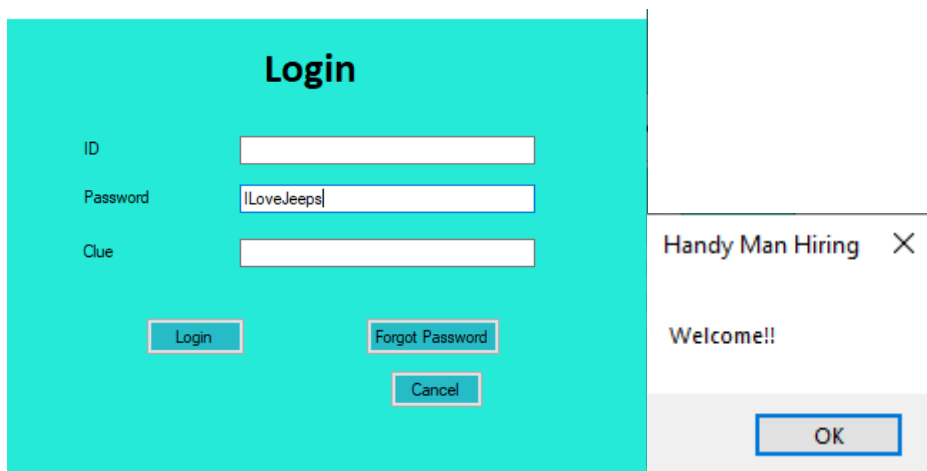 Login
ID
Password
ILoveJeeps
Clue
Login
Forgot Password
Cancel
Handy Man Hiring
Welcome!!
OK